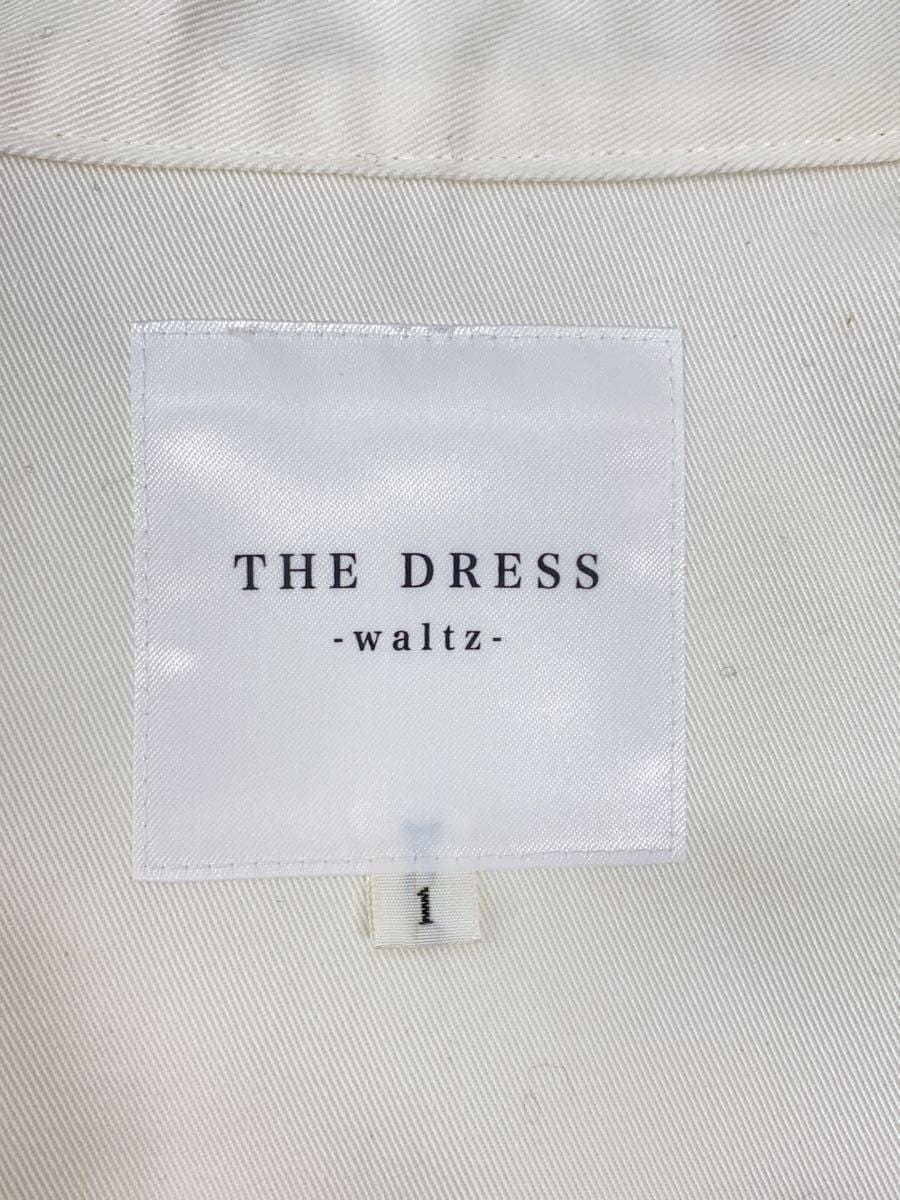 THE DRESS
-waltz-
1